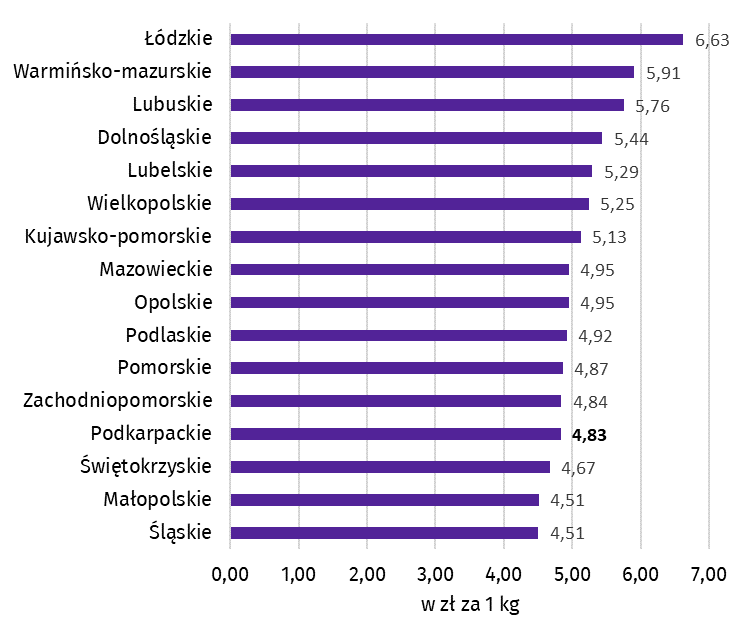 Łódzkie 6,63
Warmińsko-mazurskie 5,91
Lubuskie 5,76
Dolnośląskie 5,44
Lubelskie 5,29
Wielkopolskie 5,25
Kujawsko-pomorskie 5,13
Mazowieckie 4,95
Opolskie 4,95
Podlaskie 4,92
Pomorskie 4,87
Zachodniopomorskie 4,84
Podkarpackie 4,83
Świętokrzyskie 4,67
Małopolskie 4,51
Śląskie 4,51
0,00 1,00 2,00 3,00 4,00 5,00 6,00 7,00
w zł za 1 kg